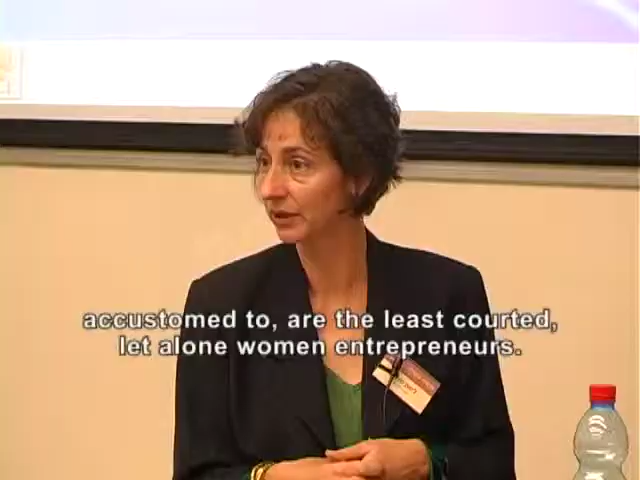 accustomed to, are the least courted,
let alone women entrepreneurs.